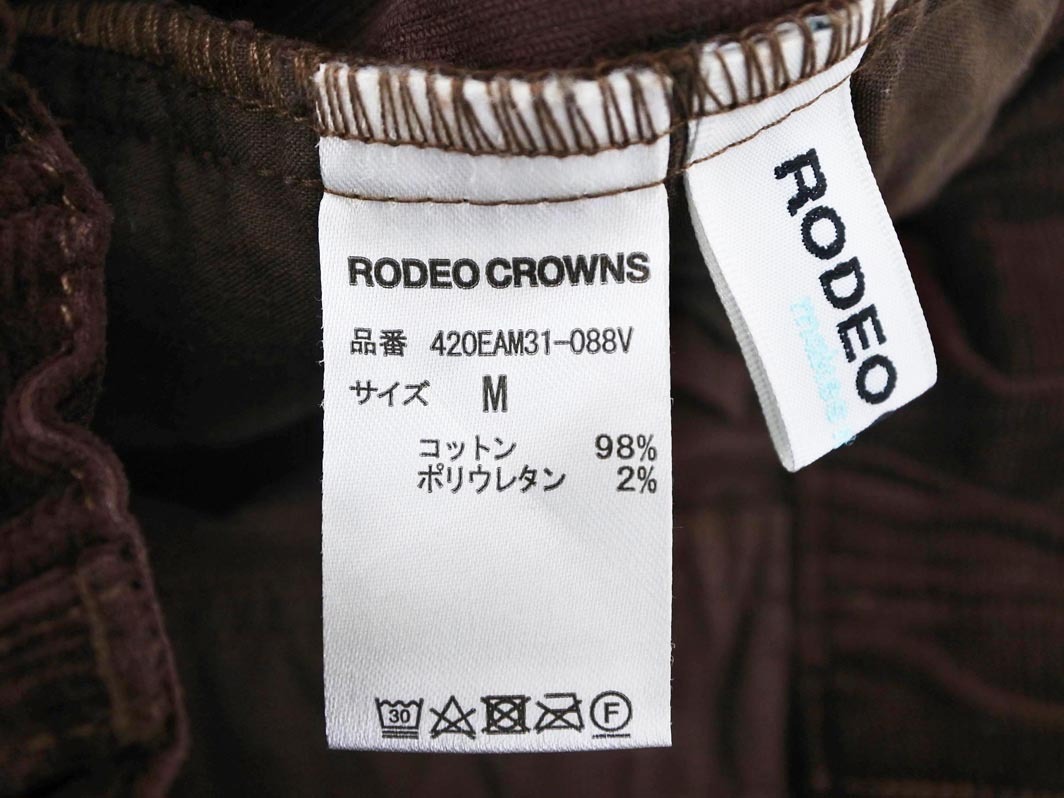 RODEO CROWNS
品番 420EAM31-088V
サイズ M
コットン 98%
ポリウレタン 2%
30
F
RODEO